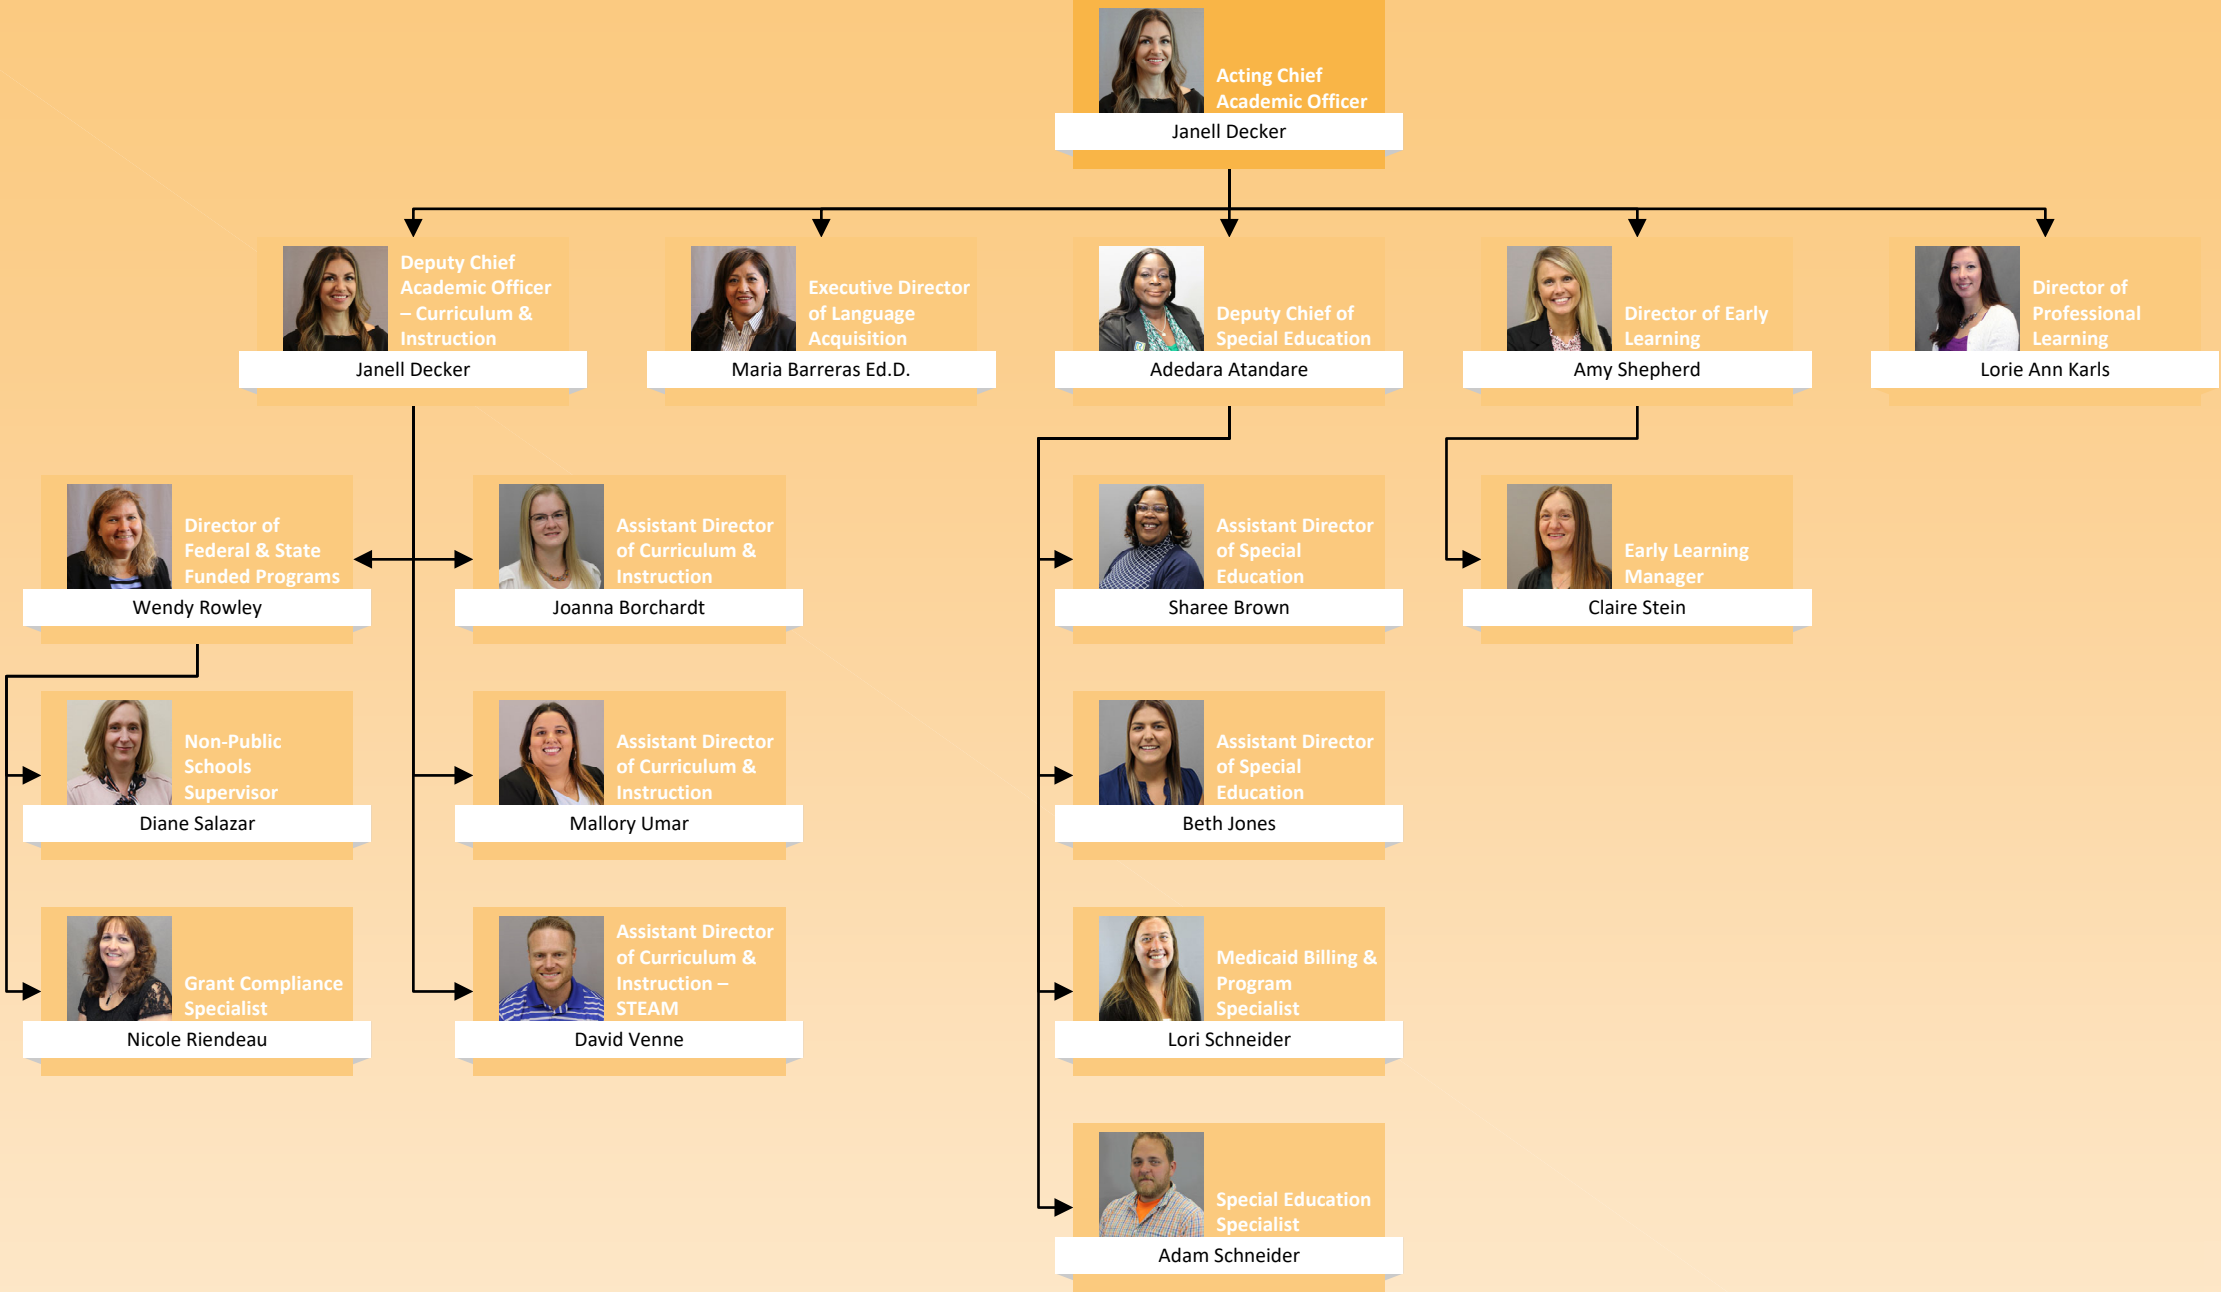 Acting Chief
Academic Officer
Janell Decker
Deputy Chief
Academic Officer
– Curriculum &
Instruction
Janell Decker
Executive Director
of Language
Acquisition
Maria Barreras Ed.D.
Deputy Chief of
Special Education
Adedara Atandare
Director of Early
Learning
Amy Shepherd
Director of
Professional
Learning
Lorie Ann Karls
Director of
Federal & State
Funded Programs
Wendy Rowley
Assistant Director
of Curriculum &
Instruction
Joanna Borchardt
Assistant Director
of Special
Education
Sharee Brown
Early Learning
Manager
Claire Stein
Non-Public
Schools
Supervisor
Diane Salazar
Assistant Director
of Curriculum &
Instruction
Mallory Umar
Assistant Director
of Special
Education
Beth Jones
Grant Compliance
Specialist
Nicole Riendeau
Assistant Director
of Curriculum &
Instruction –
STEAM
David Venne
Medicaid Billing &
Program
Specialist
Lori Schneider
Special Education
Specialist
Adam Schneider